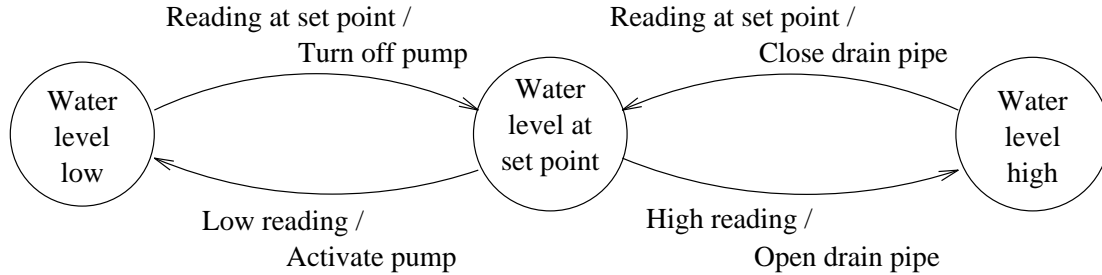 Reading at set point /
Turn off pump
Reading at set point /
Close drain pipe
Water
level
low
Water
level at
set point
Water
level
high
Low reading /
Activate pump
High reading /
Open drain pipe